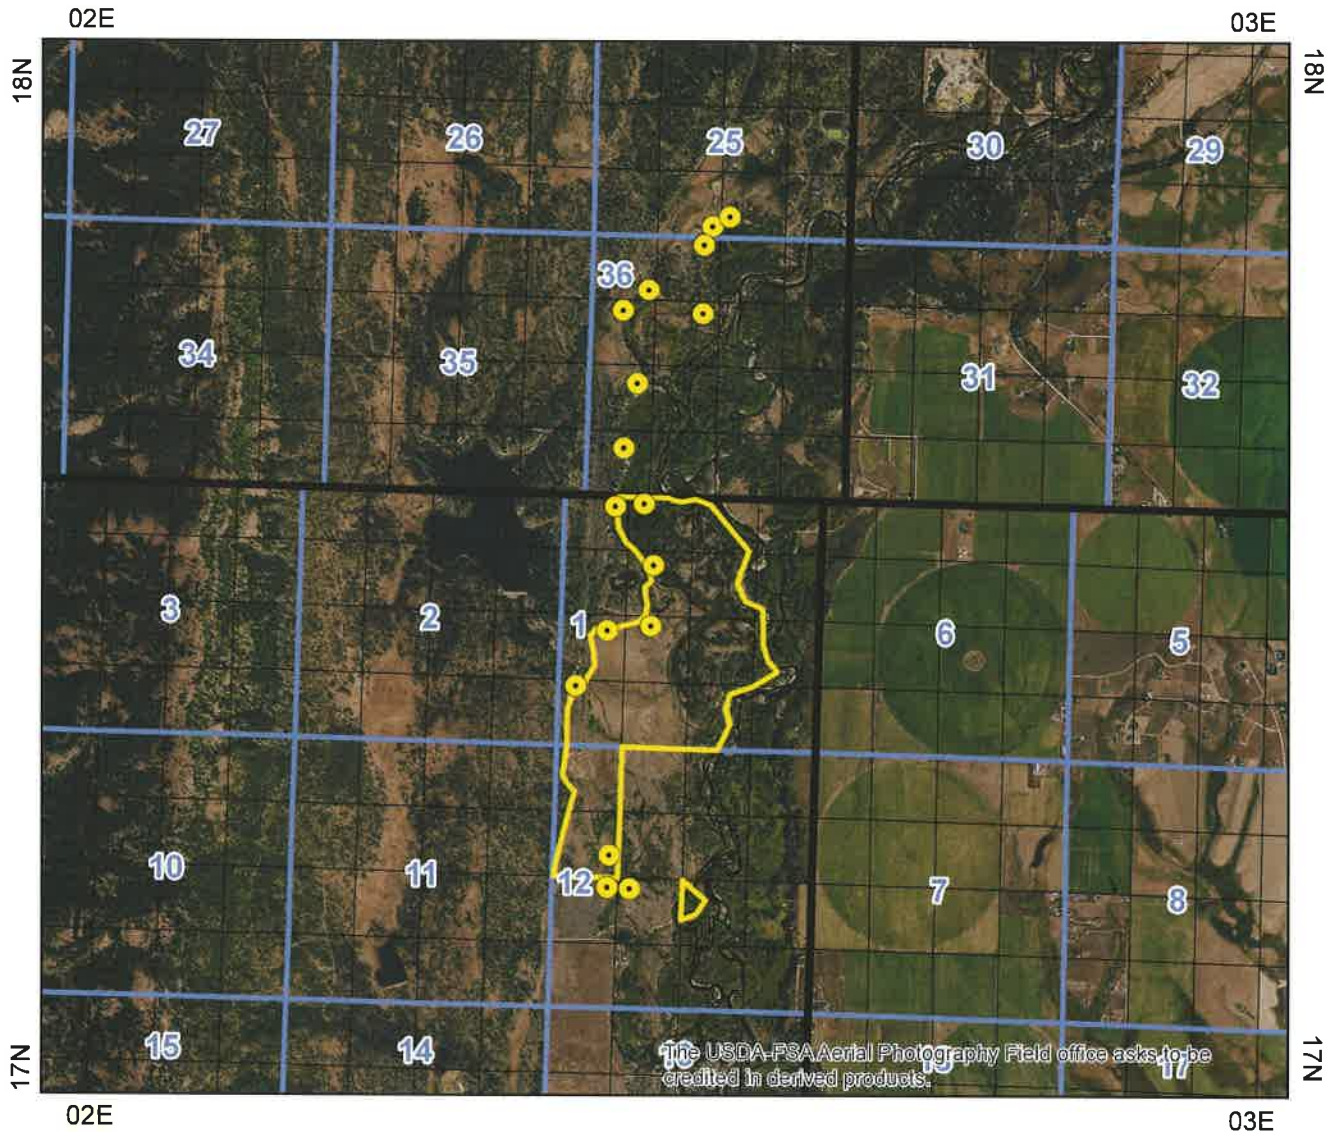 02E 03E
18N 18N
27 26 25 30 29
36
34 35 31 32
3 2 1 6 5
10 11 12 7 8
15 14 17
The USDA-FSA Aerial Photography Field office asks to be
credited in derived products.
17N 17N
02E 03E